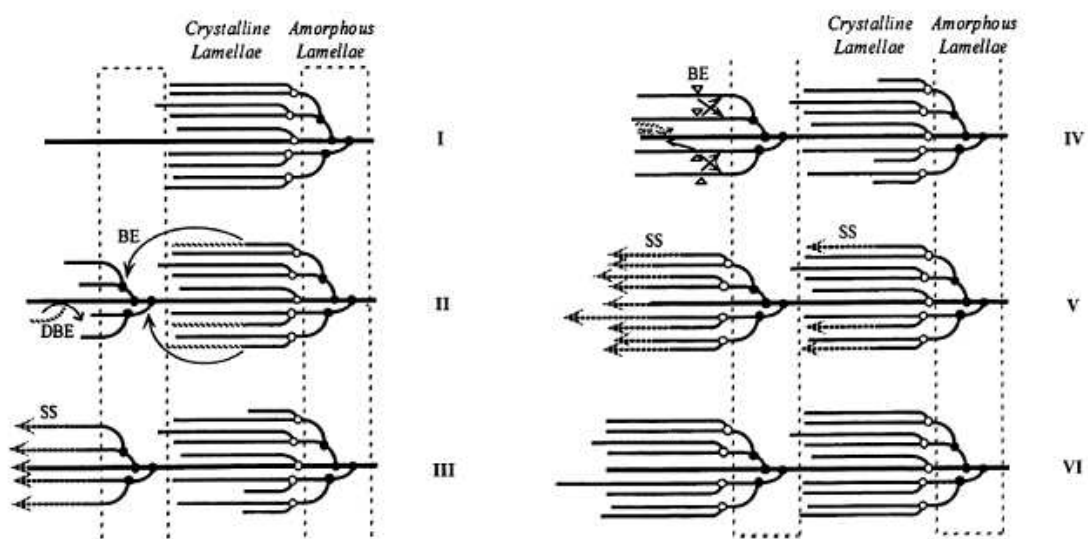 Crystalline
Lamellae
Amorphous
Lamellae
I
BE
DBE
II
SS
III
Crystalline
Lamellae
Amorphous
Lamellae
BE
IV
SS
SS
V
VI